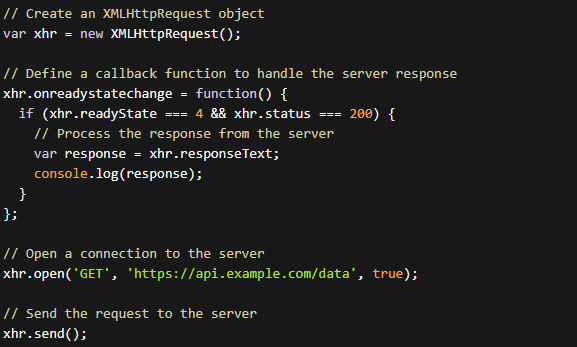 // Create an XMLHttpRequest object
var xhr = new XMLHttpRequest();

// Define a callback function to handle the server response
xhr.onreadystatechange = function() {
  if (xhr.readyState === 4 && xhr.status === 200) {
    // Process the response from the server
    var response = xhr.responseText;
    console.log(response);
  }
};

// Open a connection to the server
xhr.open('GET', 'https://api.example.com/data', true);

// Send the request to the server
xhr.send();